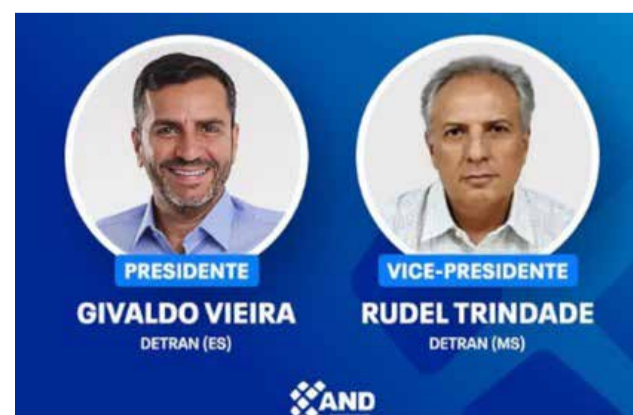 PRESIDENTE
GIVALDO VIEIRA
DETRAN (ES)
VICE-PRESIDENTE
RUDEL TRINDADE
DETRAN (MS)
AND